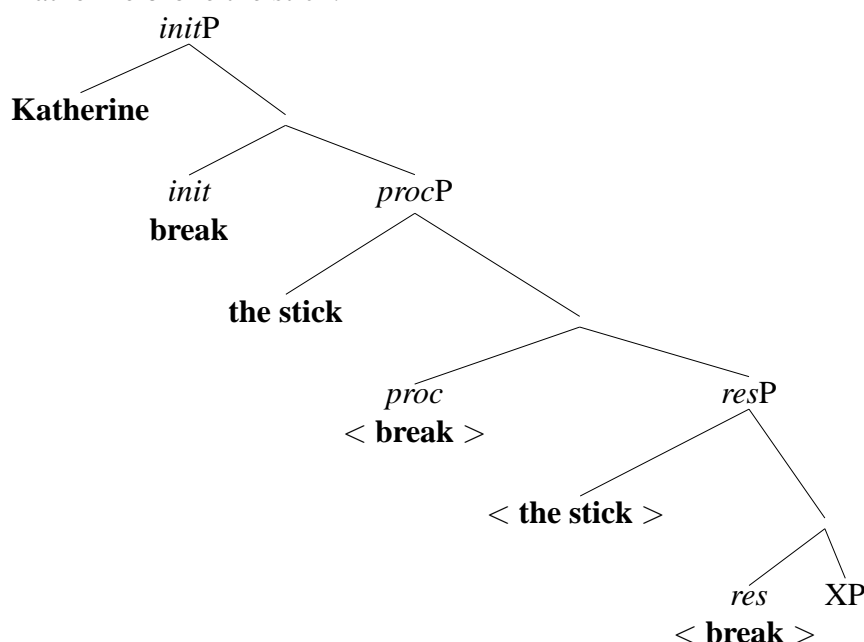 initP
Katherine
init
procP
break
the stick
proc
resP
< break >
< the stick >
res
XP
< break >